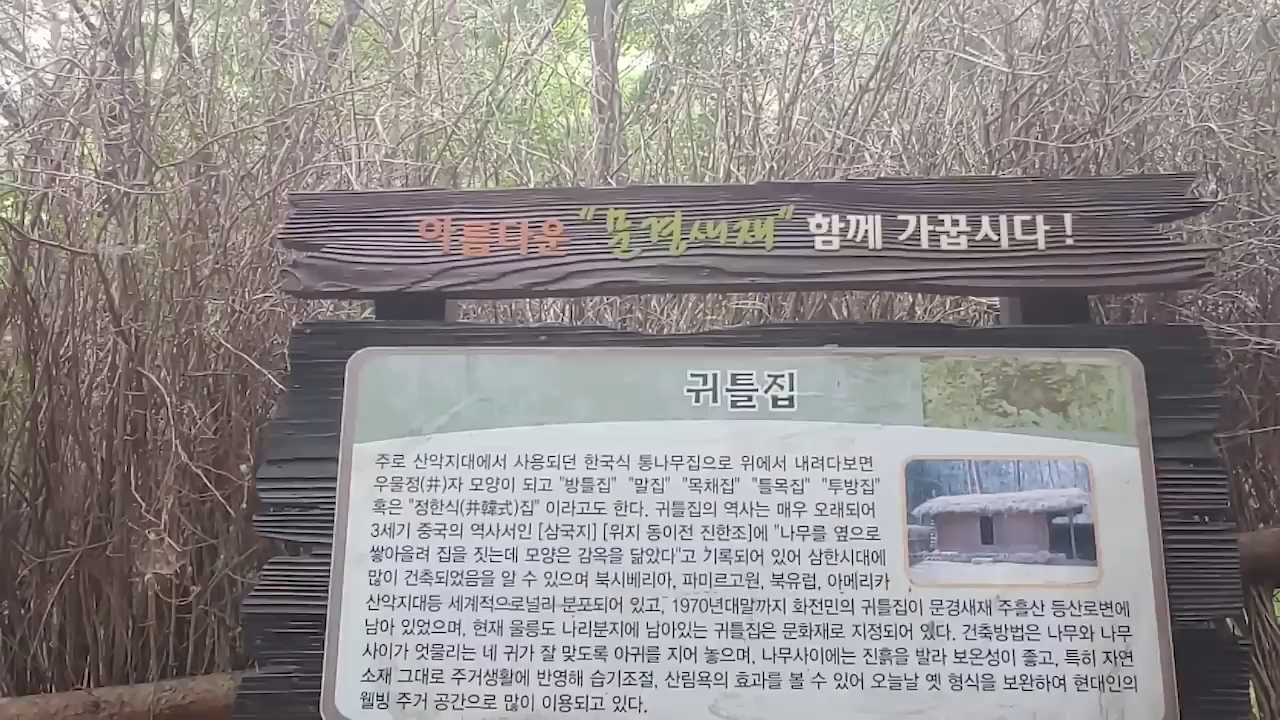 아름다운 "문경새재" 함께 가꿉시다 !
귀틀집
주로 산악지대에서 사용되던 한국식 통나무집으로 위에서 내려다보면
우물정(井)자 모양이 되고 "방틀집" "말집" "목채집" "틀목집" "투방집"
혹은 "정한식(井韓式)집" 이라고도 한다. 귀틀집의 역사는 매우 오래되어
3세기 중국의 역사서인 [삼국지] [위지 동이전 진한조]에 "나무를 옆으로
쌓아올려 집을 짓는데 모양은 감옥을 닮았다"고 기록되어 있어 삼한시대에
많이 건축되었음을 알 수 있으며 북시베리아, 파미르고원, 북유럽, 아메리카
산악지대등 세계적으로널리 분포되어 있고, 1970년대말까지 화전민의 귀틀집이 문경새재 주흘산 등산로변에
남아 있었으며, 현재 울릉도 나리분지에 남아있는 귀틀집은 문화재로 지정되어 있다. 건축방법은 나무와 나무
사이가 엇물리는 네 귀가 잘 맞도록 아귀를 지어 놓으며, 나무사이에는 진흙을 발라 보온성이 좋고, 특히 자연
소재 그대로 주거생활에 반영해 습기조절, 산림욕의 효과를 볼 수 있어 오늘날 옛 형식을 보완하여 현대인의
웰빙 주거 공간으로 많이 이용되고 있다.